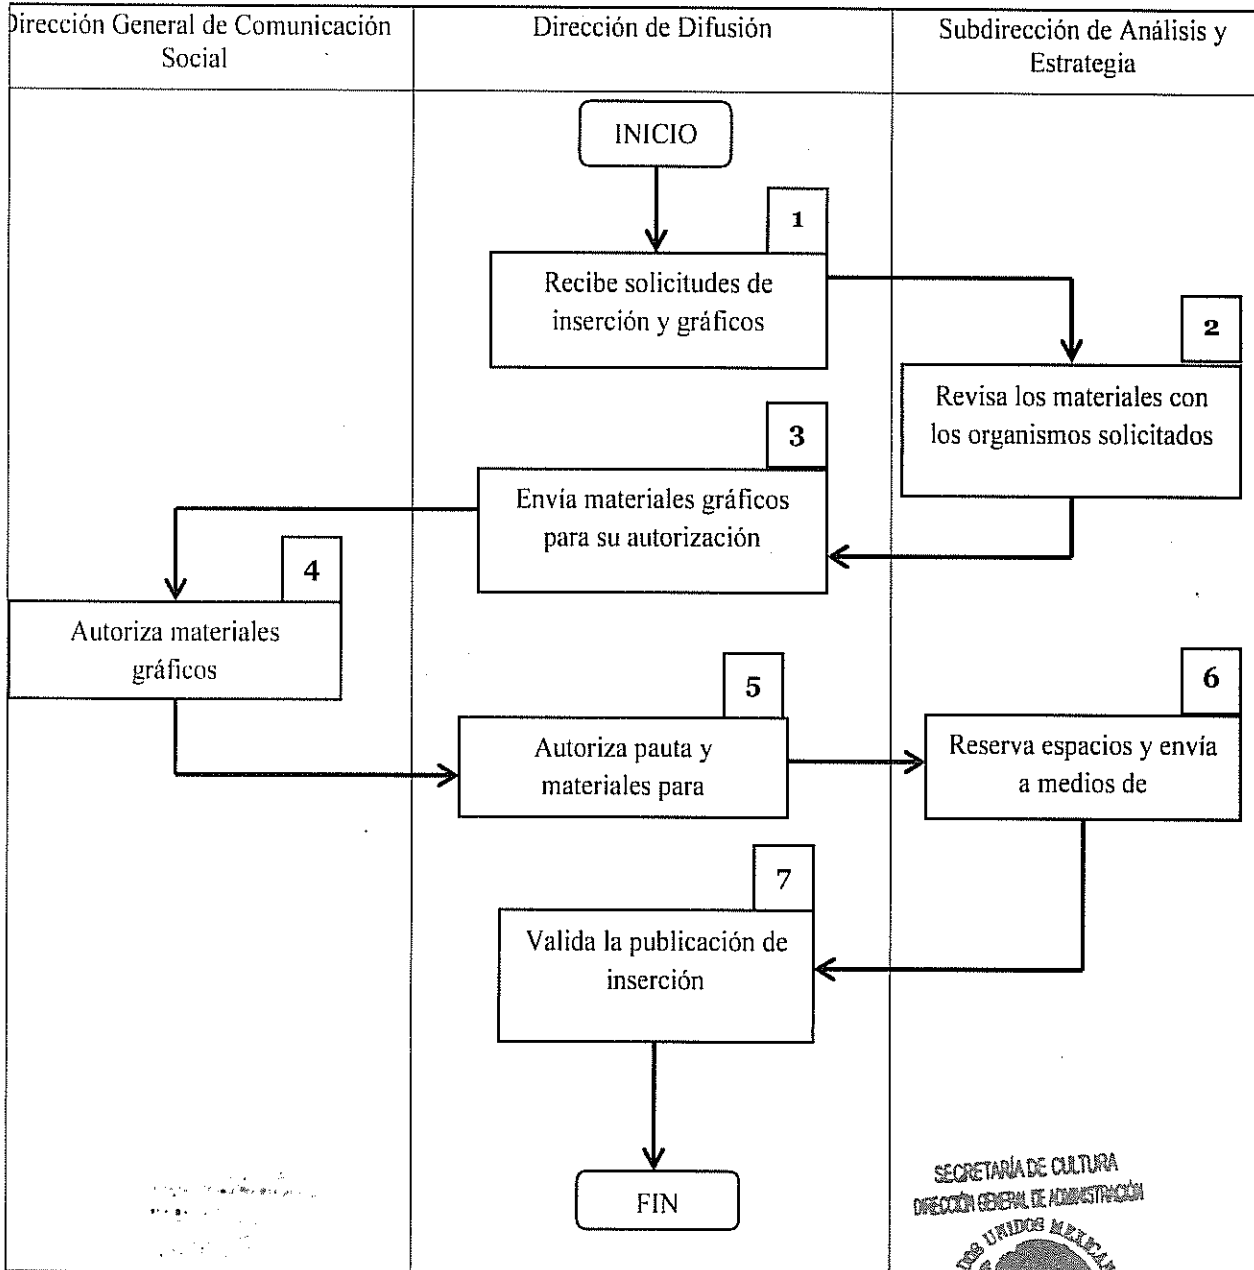 Dirección General de Comunicación
Social
Dirección de Difusión
Subdirección de Análisis y
Estrategia
INICIO
1
Recibe solicitudes de
inserción y gráficos
2
Revisa los materiales con
los organismos solicitados
3
Envía materiales gráficos
para su autorización
4
Autoriza materiales
gráficos
5
Autoriza pauta y
materiales para
6
Reserva espacios y envía
a medios de
7
Valida la publicación de
inserción
FIN
SECRETARÍA DE CULTURA
DIRECCIÓN GENERAL DE ADMINISTRACIÓN
UNIDOS